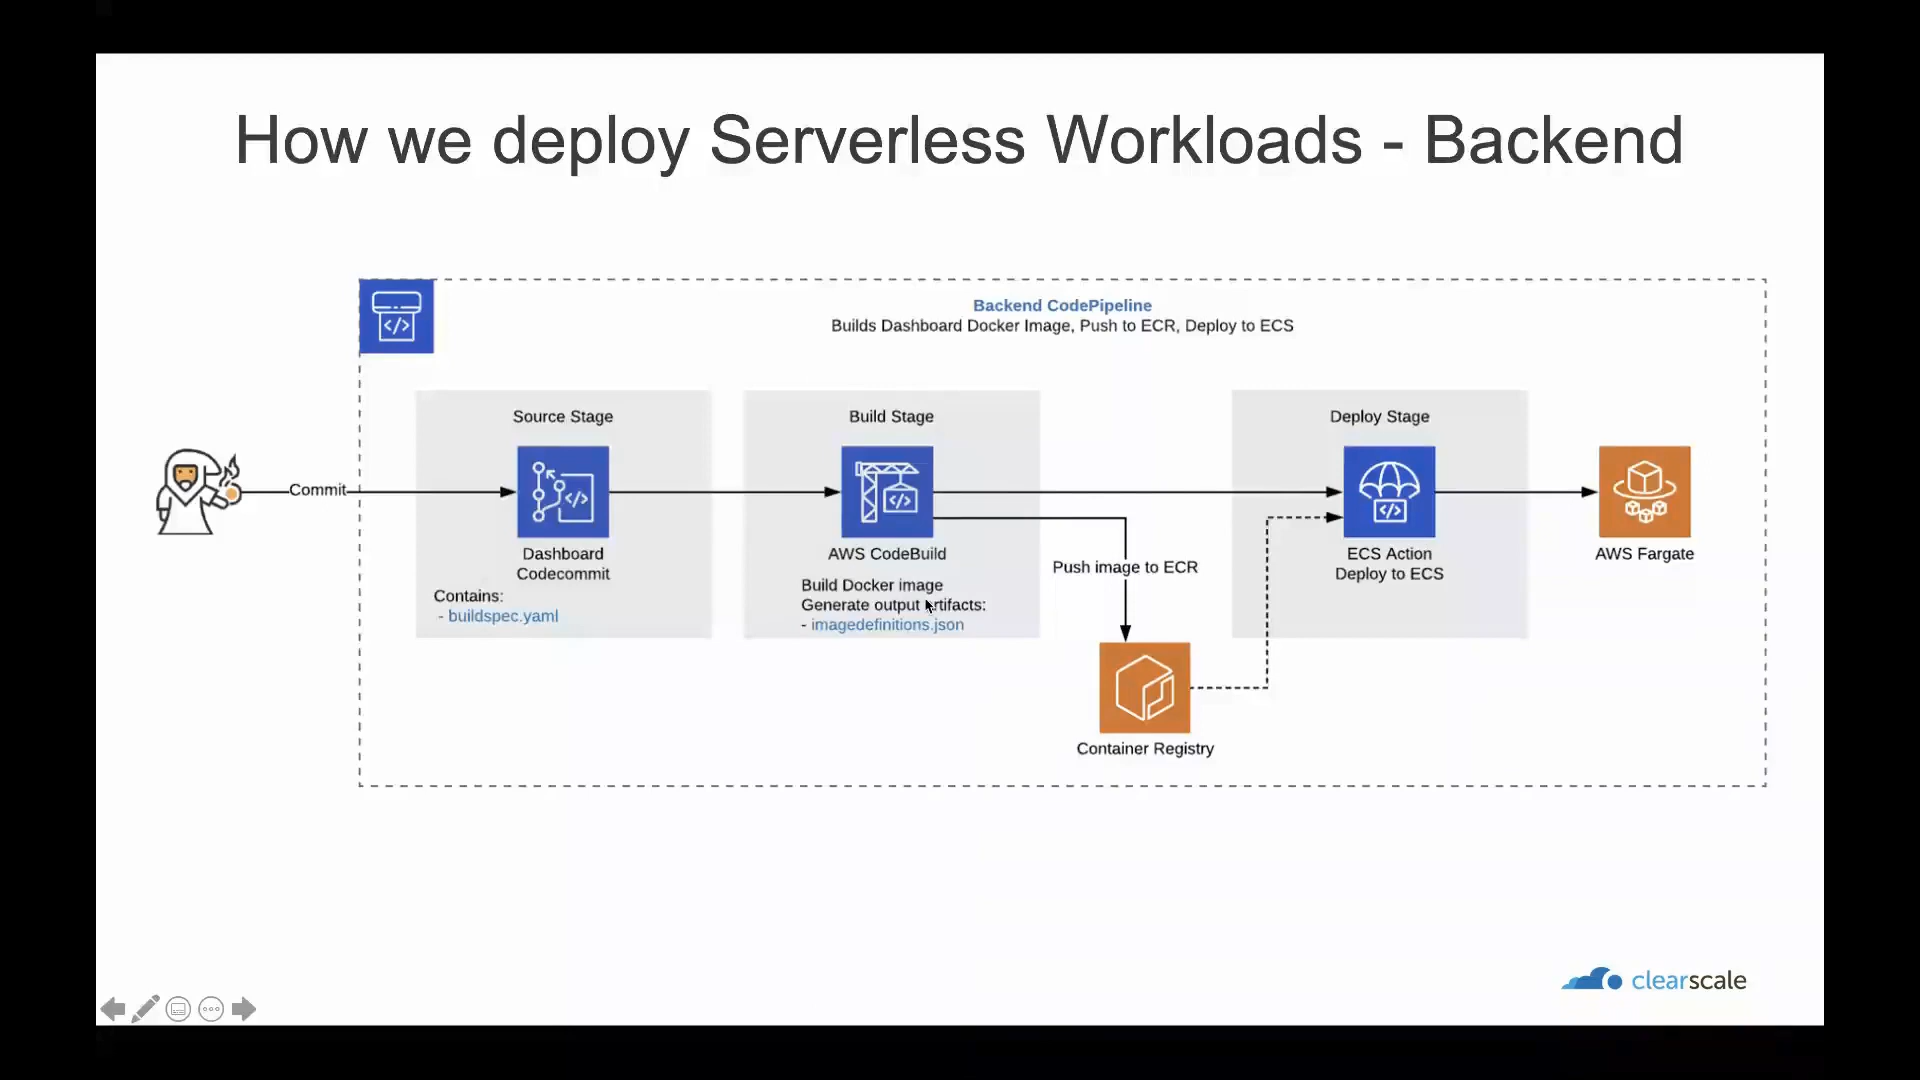 How we deploy Serverless Workloads - Backend
Backend CodePipeline
Builds Dashboard Docker Image, Push to ECR, Deploy to ECS
Commit
Source Stage
Dashboard
Codecommit
Contains:
- buildspec.yaml
Build Stage
AWS CodeBuild
Build Docker image
Generate output artifacts:
- imagedefinitions.json
Push image to ECR
Container Registry
Deploy Stage
ECS Action
Deploy to ECS
AWS Fargate
clearscale